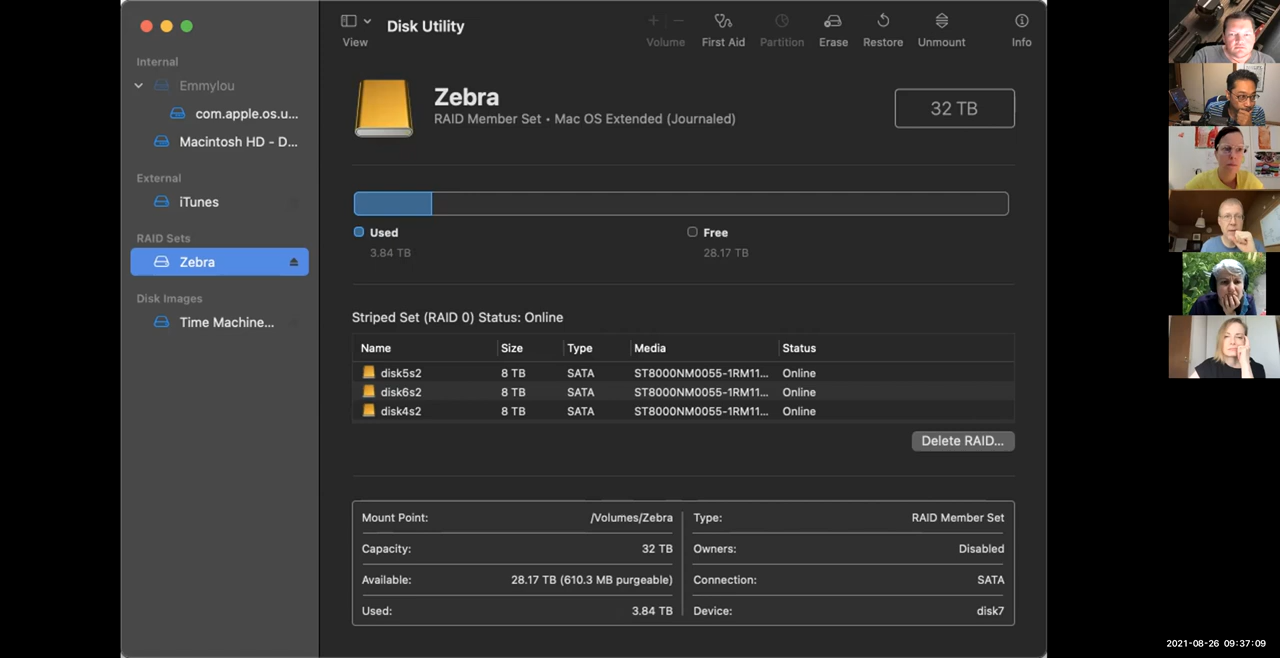 View
Disk Utility
Volume
First Aid
Partition
Erase
Restore
Unmount
Info
Internal
Emmylou
com.apple.os.u...
Macintosh HD - D...
External
iTunes
RAID Sets
Zebra
Disk Images
Time Machine...
Zebra
RAID Member Set • Mac OS Extended (Journaled)
32 TB
Used
3.84 TB
Free
28.17 TB
Striped Set (RAID 0) Status: Online
Name Size Type Media Status
disk5s2 8 TB SATA ST8000NM0055-1RM11... Online
disk6s2 8 TB SATA ST8000NM0055-1RM11... Online
disk4s2 8 TB SATA ST8000NM0055-1RM11... Online
Delete RAID...
Mount Point: /Volumes/Zebra
Capacity: 32 TB
Available: 28.17 TB (610.3 MB purgeable)
Used: 3.84 TB
Type: RAID Member Set
Owners: Disabled
Connection: SATA
Device: disk7
2021-08-26 09:37:09